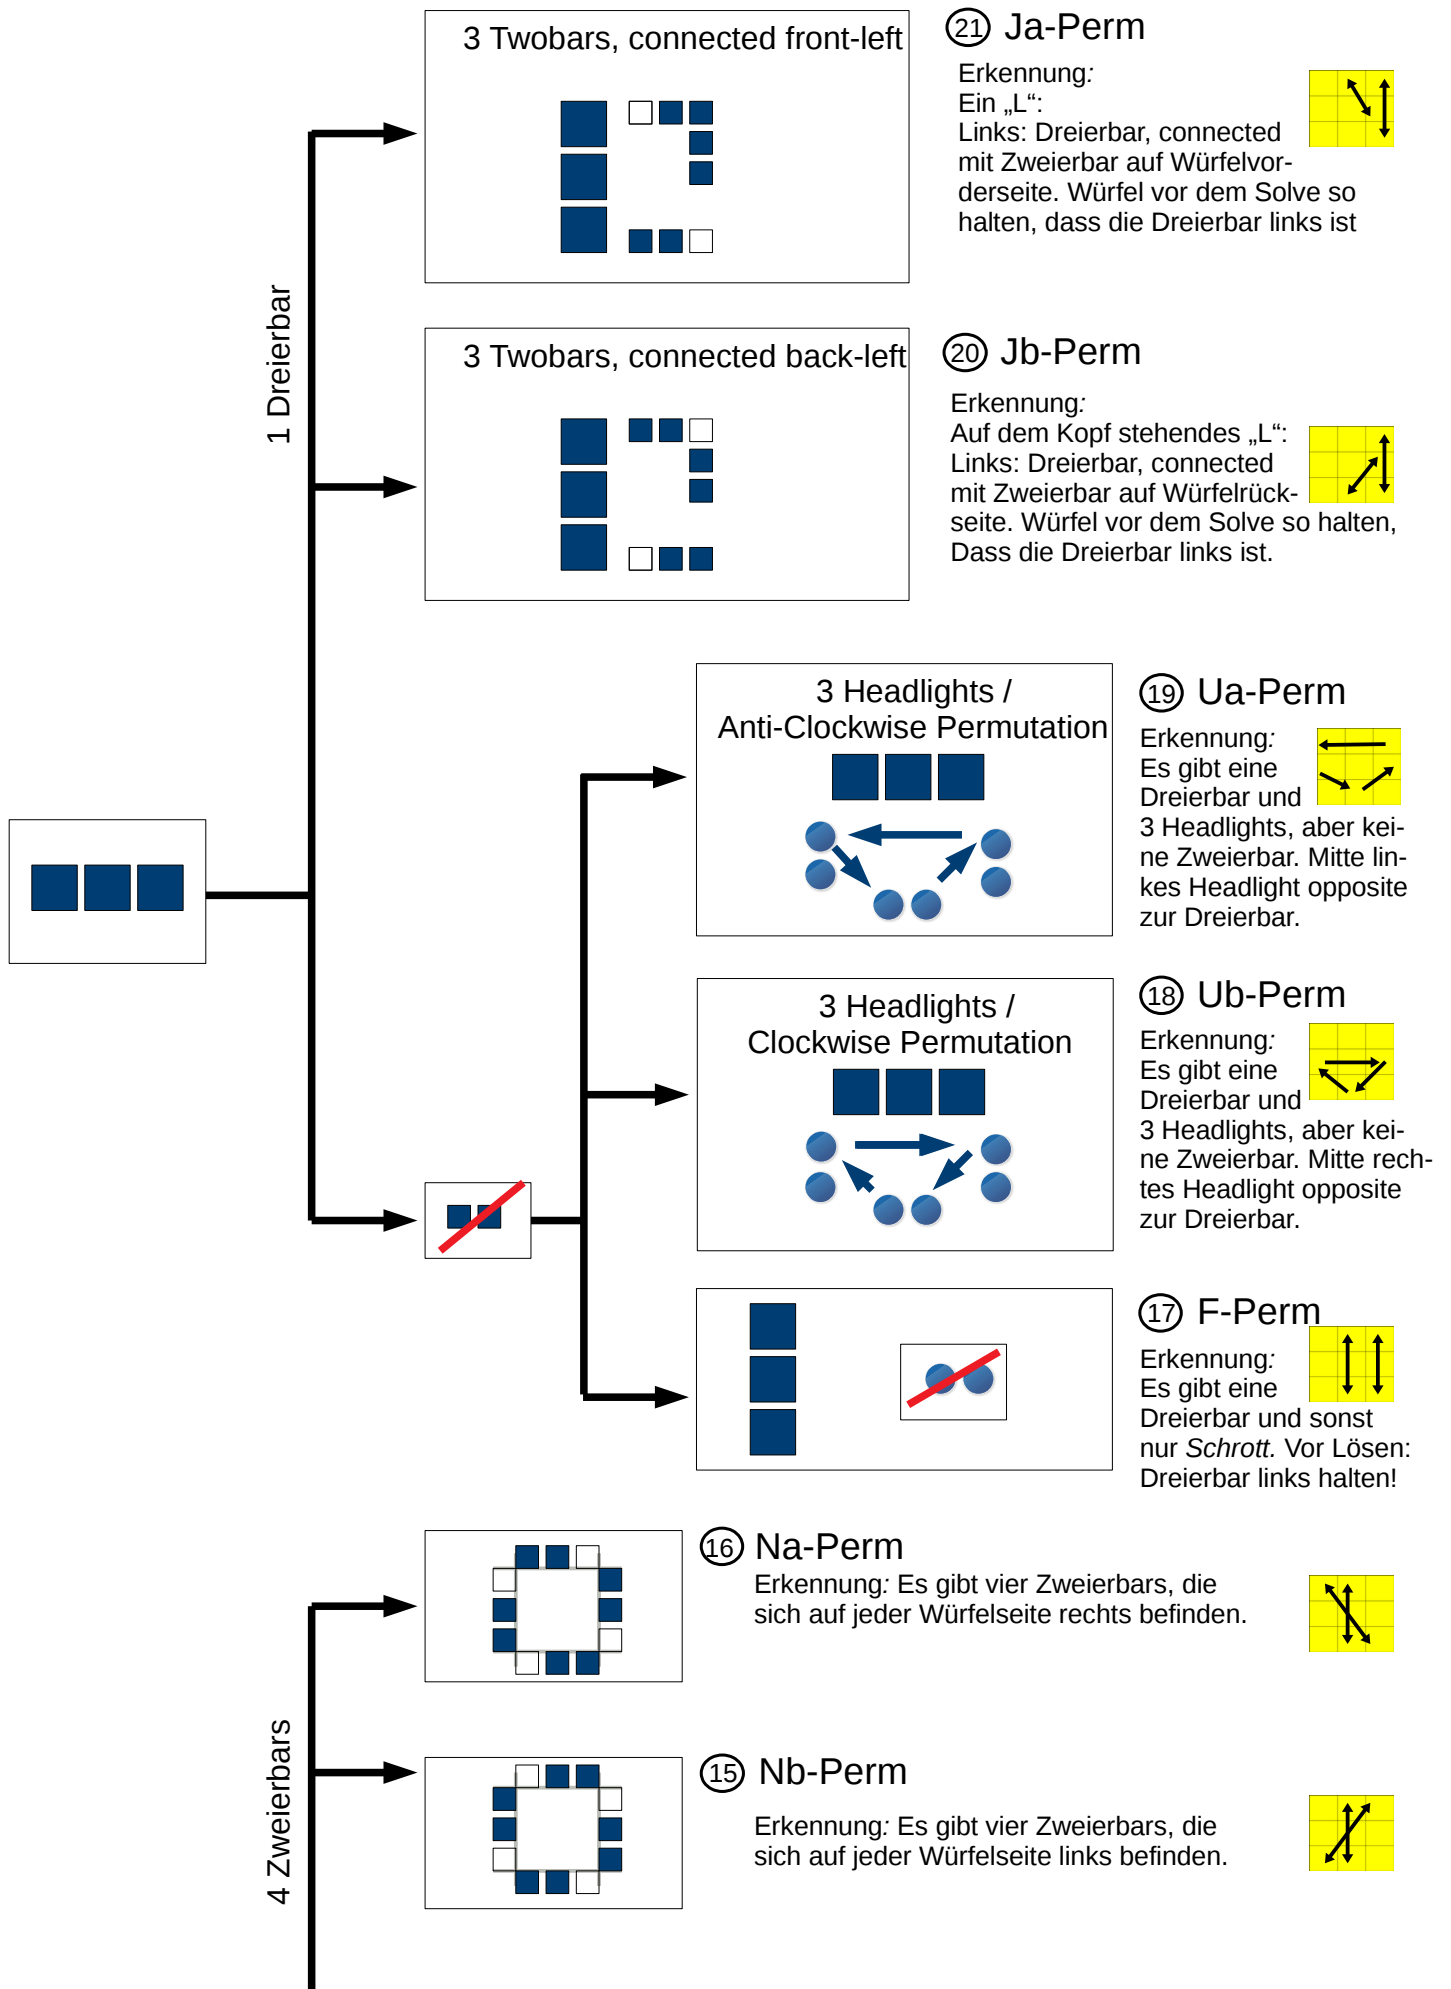 3 Twobars, connected front-left
21 Ja-Perm
Erkennung:
Ein „L“:
Links: Dreierbar, connected
mit Zweierbar auf Würfelvor-
derseite. Würfel vor dem Solve so
halten, dass die Dreierbar links ist
1 Dreierbar
3 Twobars, connected back-left
20 Jb-Perm
Erkennung:
Auf dem Kopf stehendes „L“:
Links: Dreierbar, connected
mit Zweierbar auf Würfelrück-
seite. Würfel vor dem Solve so halten,
Dass die Dreierbar links ist.
3 Headlights /
Anti-Clockwise Permutation
19 Ua-Perm
Erkennung:
Es gibt eine
Dreierbar und
3 Headlights, aber kei-
ne Zweierbar. Mitte lin-
kes Headlight opposite
zur Dreierbar.
3 Headlights /
Clockwise Permutation
18 Ub-Perm
Erkennung:
Es gibt eine
Dreierbar und
3 Headlights, aber kei-
ne Zweierbar. Mitte rech-
tes Headlight opposite
zur Dreierbar.
17 F-Perm
Erkennung:
Es gibt eine
Dreierbar und sonst
nur Schrott. Vor Lösen:
Dreierbar links halten!
16 Na-Perm
Erkennung: Es gibt vier Zweierbars, die
sich auf jeder Würfelseite rechts befinden.
4 Zweierbars
15 Nb-Perm
Erkennung: Es gibt vier Zweierbars, die
sich auf jeder Würfelseite links befinden.